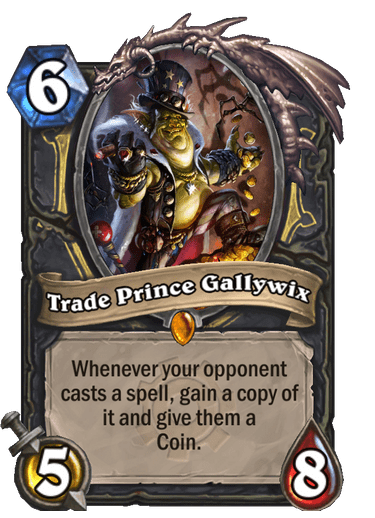 6
Trade Prince Gallywix
Whenever your opponent
casts a spell, gain a copy of
it and give them a
Coin.
5
8